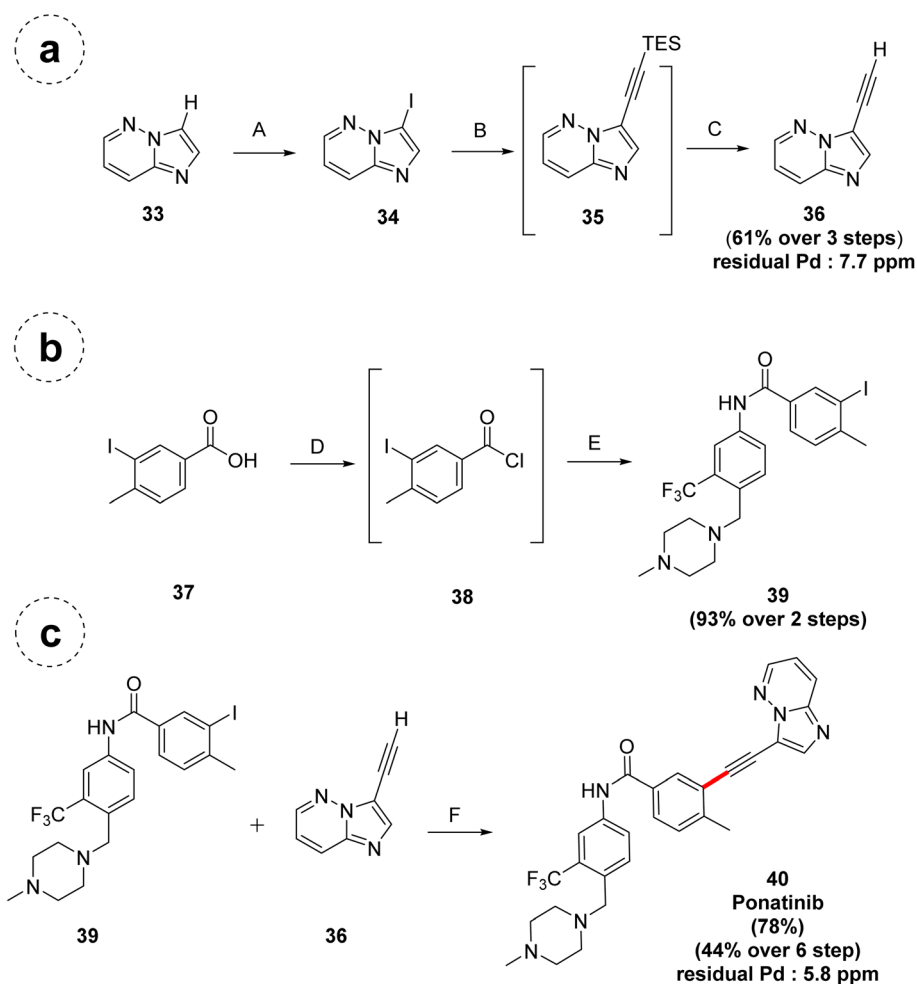 a
H
N
N
N
33
A
I
N
N
N
34
B
TES
N
N
N
35
C
H
N
N
N
36
(61% over 3 steps)
residual Pd : 7.7 ppm
b
I
O
OH
37
D
I
O
Cl
38
E
O
HN
I
F3C
N
N
39
(93% over 2 steps)
c
O
HN
I
F3C
N
N
39
+
H
N
N
N
36
F
N
N
N
O
HN
F3C
N
N
40
Ponatinib
(78%)
(44% over 6 step)
residual Pd : 5.8 ppm